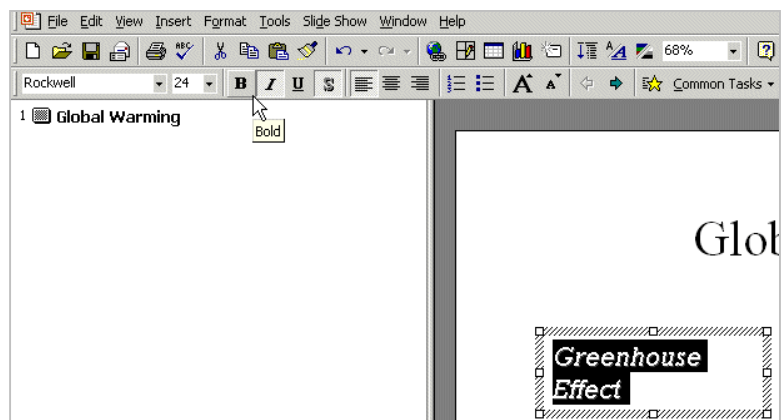 File Edit View Insert Format Tools Slide Show Window Help
ABC A Z A 68% ?
Rockwell 24 B I U S A A Common Tasks
1 Global Warming
Bold
Glob
Greenhouse
Effect